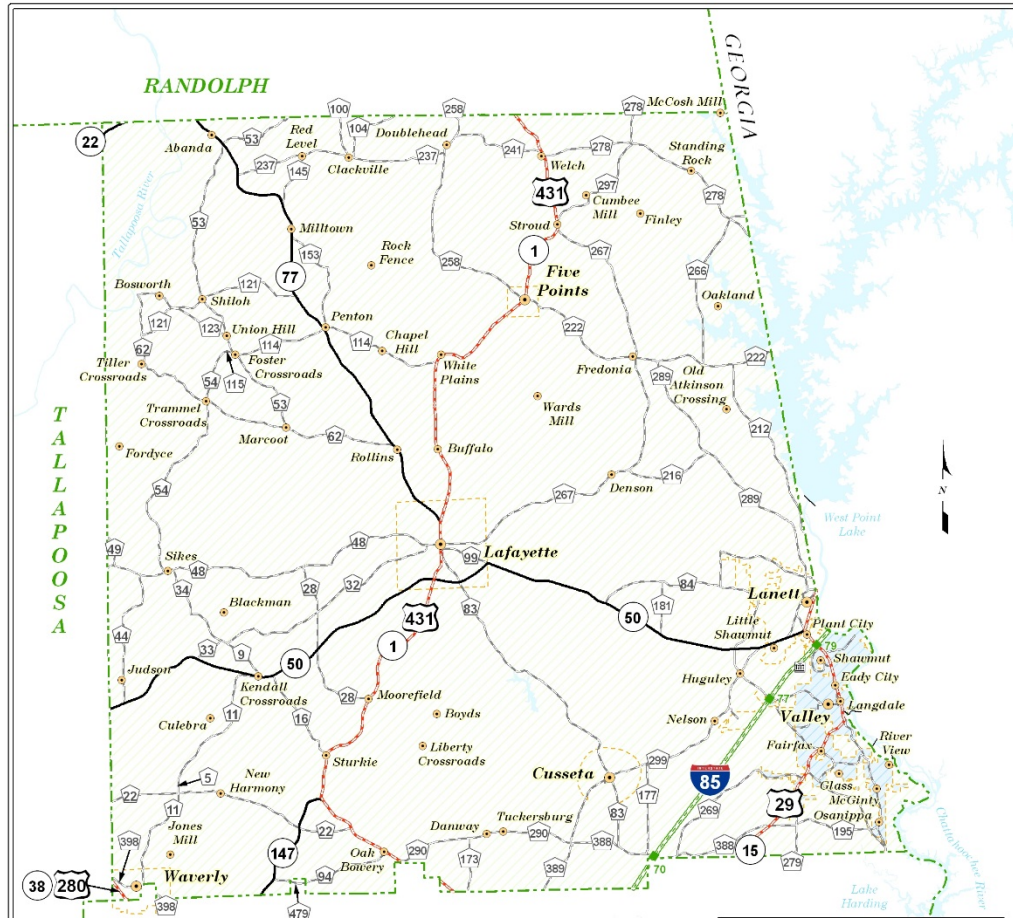 RANDOLPH
GEORGIA
McCosh Mill
22
Abanda
53
Red
Level
100
104
Doublehead
258
278
237
145
Clackville
237
241
Welch
278
Standing
Rock
431
297
Cumbee
Mill
278
Tallapoosa River
53
Milltown
Stroud
Finley
153
Rock
Fence
1
267
77
258
Five
Points
266
Bosworth
121
Shiloh
Oakland
121
123
Union Hill
Penton
222
62
114
114
Chapel
Hill
Tiller
Crossroads
Foster
Crossroads
White
Plains
Fredonia
222
54
115
289
Old
Atkinson
Crossing
Trammel
Crossroads
53
Wards
Mill
212
TALLAPOOSA
Marcoot
62
Fordyce
Rollins
Buffalo
54
Denson
216
267
289
N
West Point
Lake
49
48
Lafayette
Sikes
48
99
34
28
32
83
84
Lanett
Blackman
431
181
44
50
Little
Shawmut
Plant City
33
1
79
9
50
Shawmut
Judson
Kendall
Crossroads
Huguley
Eady City
28
Moorefield
77
Langdale
Culebra
11
16
Boyds
Nelson
Valley
River
View
Sturkie
Liberty
Crossroads
Fairfax
299
5
New
Harmony
Cusseta
85
Glass
22
177
29
McGinty
11
83
269
Osanippa
Jones
Mill
22
Danway
Tuckersburg
195
398
290
388
388
147
Oak
Bowery
290
15
173
389
279
70
38
280
Waverly
94
398
479
Chattahoochee River
Lake
Harding